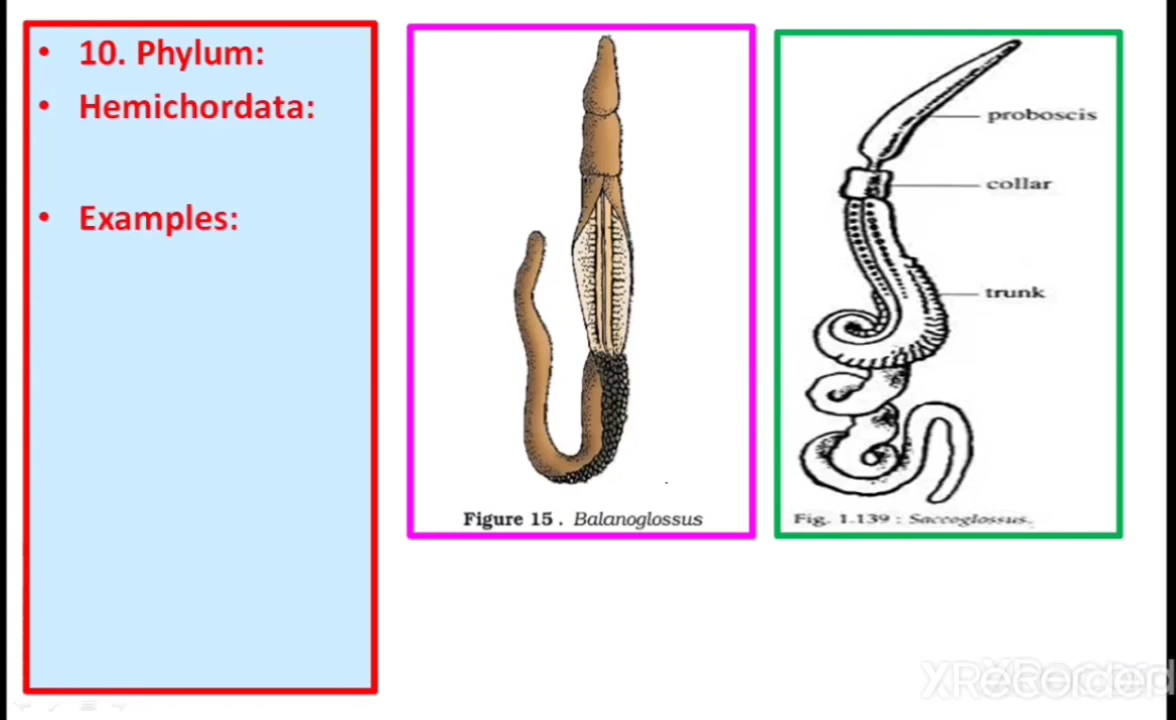 • 10. Phylum:
• Hemichordata:
• Examples:
Figure 15 . Balanoglossus
proboscis
collar
trunk
Fig. 1.139 : Saccoglossus.
XRecorder